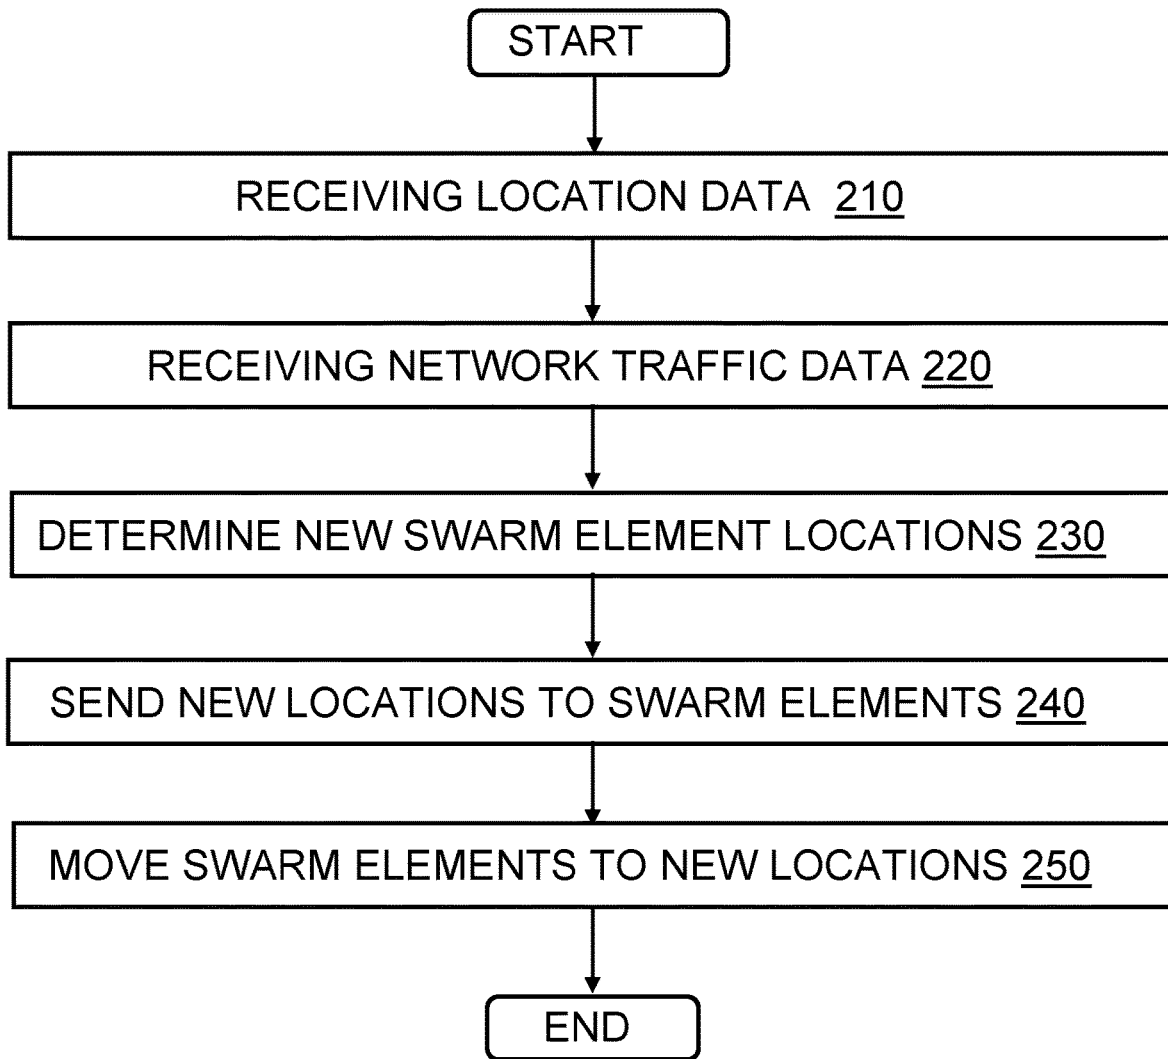 START
RECEIVING LOCATION DATA 210
RECEIVING NETWORK TRAFFIC DATA 220
DETERMINE NEW SWARM ELEMENT LOCATIONS 230
SEND NEW LOCATIONS TO SWARM ELEMENTS 240
MOVE SWARM ELEMENTS TO NEW LOCATIONS 250
END